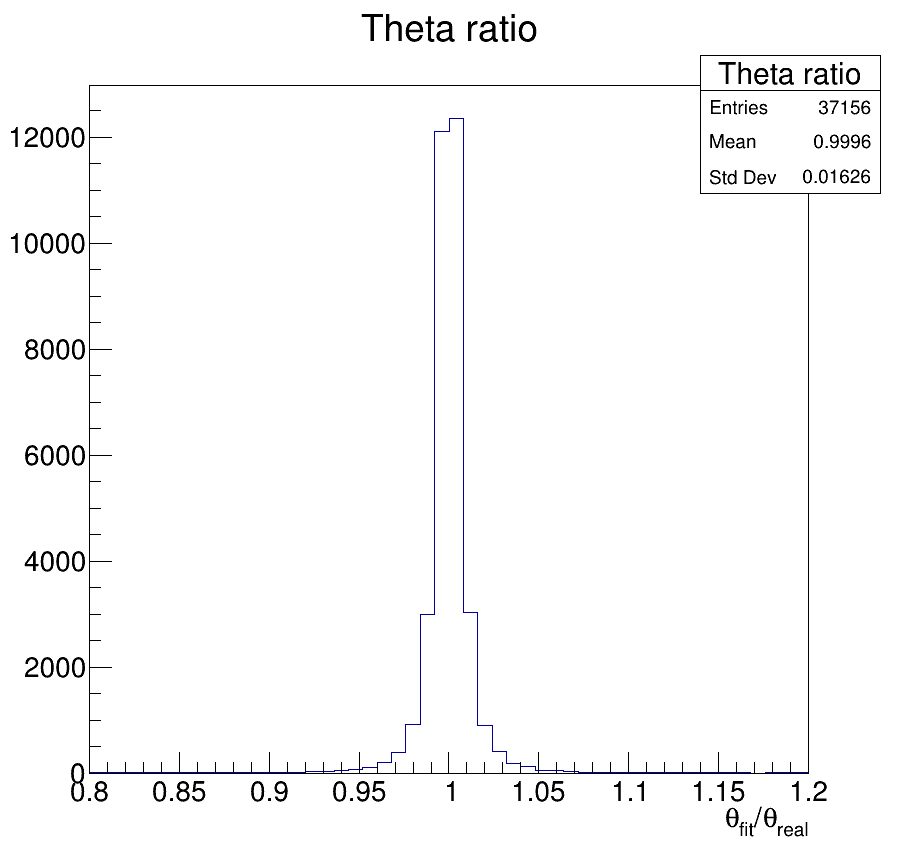 Theta ratio
Theta ratio
Entries 37156
Mean 0.9996
Std Dev 0.01626
12000
10000
8000
6000
4000
2000
0
0.8 0.85 0.9 0.95 1 1.05 1.1 1.15 1.2
θfit/θreal